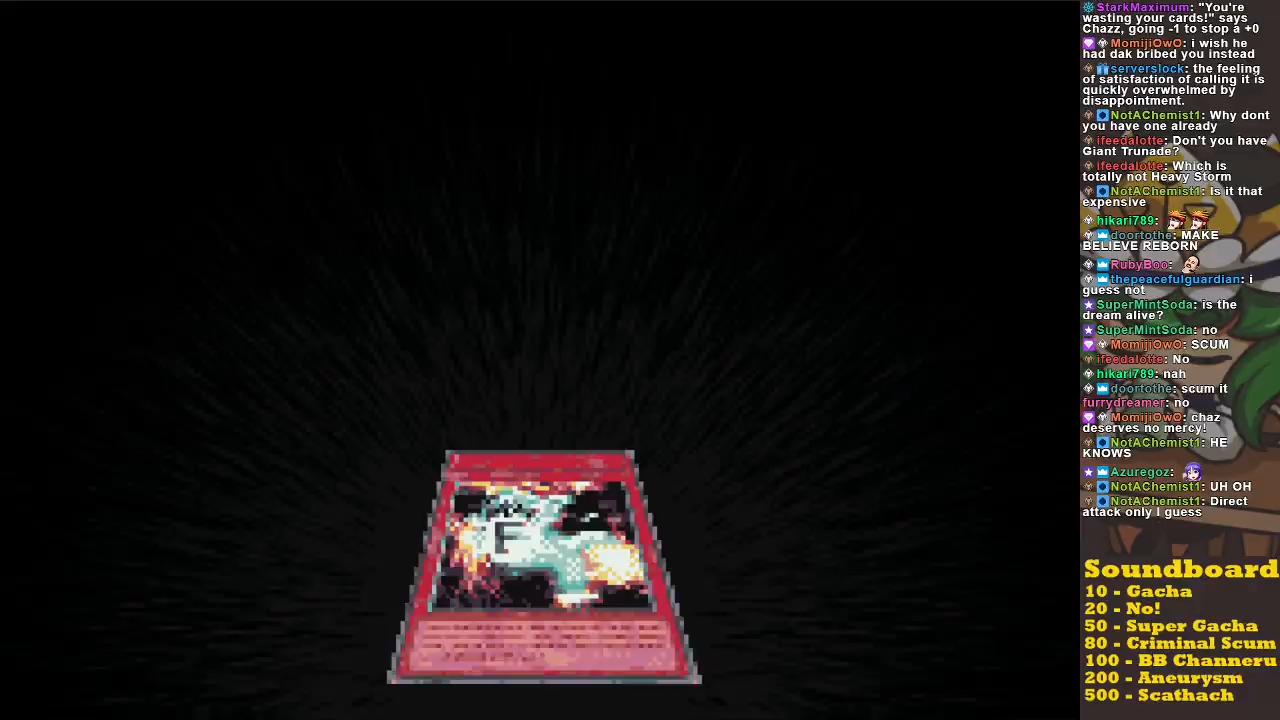 StarkMaximum: "You're
wasting your cards!" says
Chazz, going -1 to stop a +0
MomijiOwO: i wish he
had dak bribed you instead
serverslock: the feeling
of satisfaction of calling it is
quickly overwhelmed by
disappointment.
NotAChemist1: Why dont
you have one already
ifeedalotte: Don't you have
Giant Trunade?
ifeedalotte: Which is
totally not Heavy Storm
NotAChemist1: Is it that
expensive
hikari789:
doortothe: MAKE
BELIEVE REBORN
RubyBoo:
thepeacefulguardian: i
guess not
SuperMintSoda: is the
dream alive?
SuperMintSoda: no
MomijiOwO: SCUM
ifeedalotte: No
hikari789: nah
doortothe: scum it
furrydreamer: no
MomijiOwO: chaz
deserves no mercy!
NotAChemist1: HE
KNOWS
Azuregoz:
NotAChemist1: UH OH
NotAChemist1: Direct
attack only I guess
Soundboard
10 - Gacha
20 - No!
50 - Super Gacha
80 - Criminal Scum
100 - BB Channeru
200 - Aneurysm
500 - Scathach